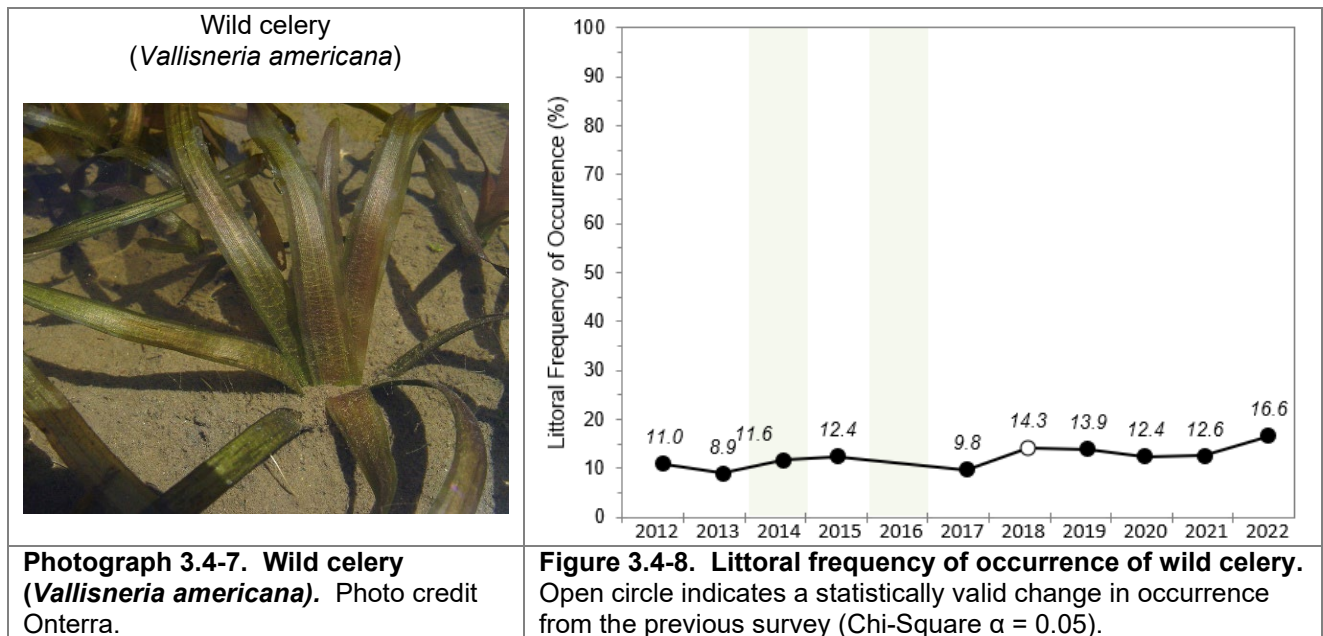 Wild celery
(Vallisneria americana)
Photograph 3.4-7. Wild celery
(Vallisneria americana). Photo credit
Onterra.
Littoral Frequency of Occurrence (%)
100
90
80
70
60
50
40
30
20
10
0
11.0
8.9
11.6
12.4
9.8
14.3
13.9
12.4
12.6
16.6
2012 2013 2014 2015 2016 2017 2018 2019 2020 2021 2022
Figure 3.4-8. Littoral frequency of occurrence of wild celery.
Open circle indicates a statistically valid change in occurrence
from the previous survey (Chi-Square α = 0.05).